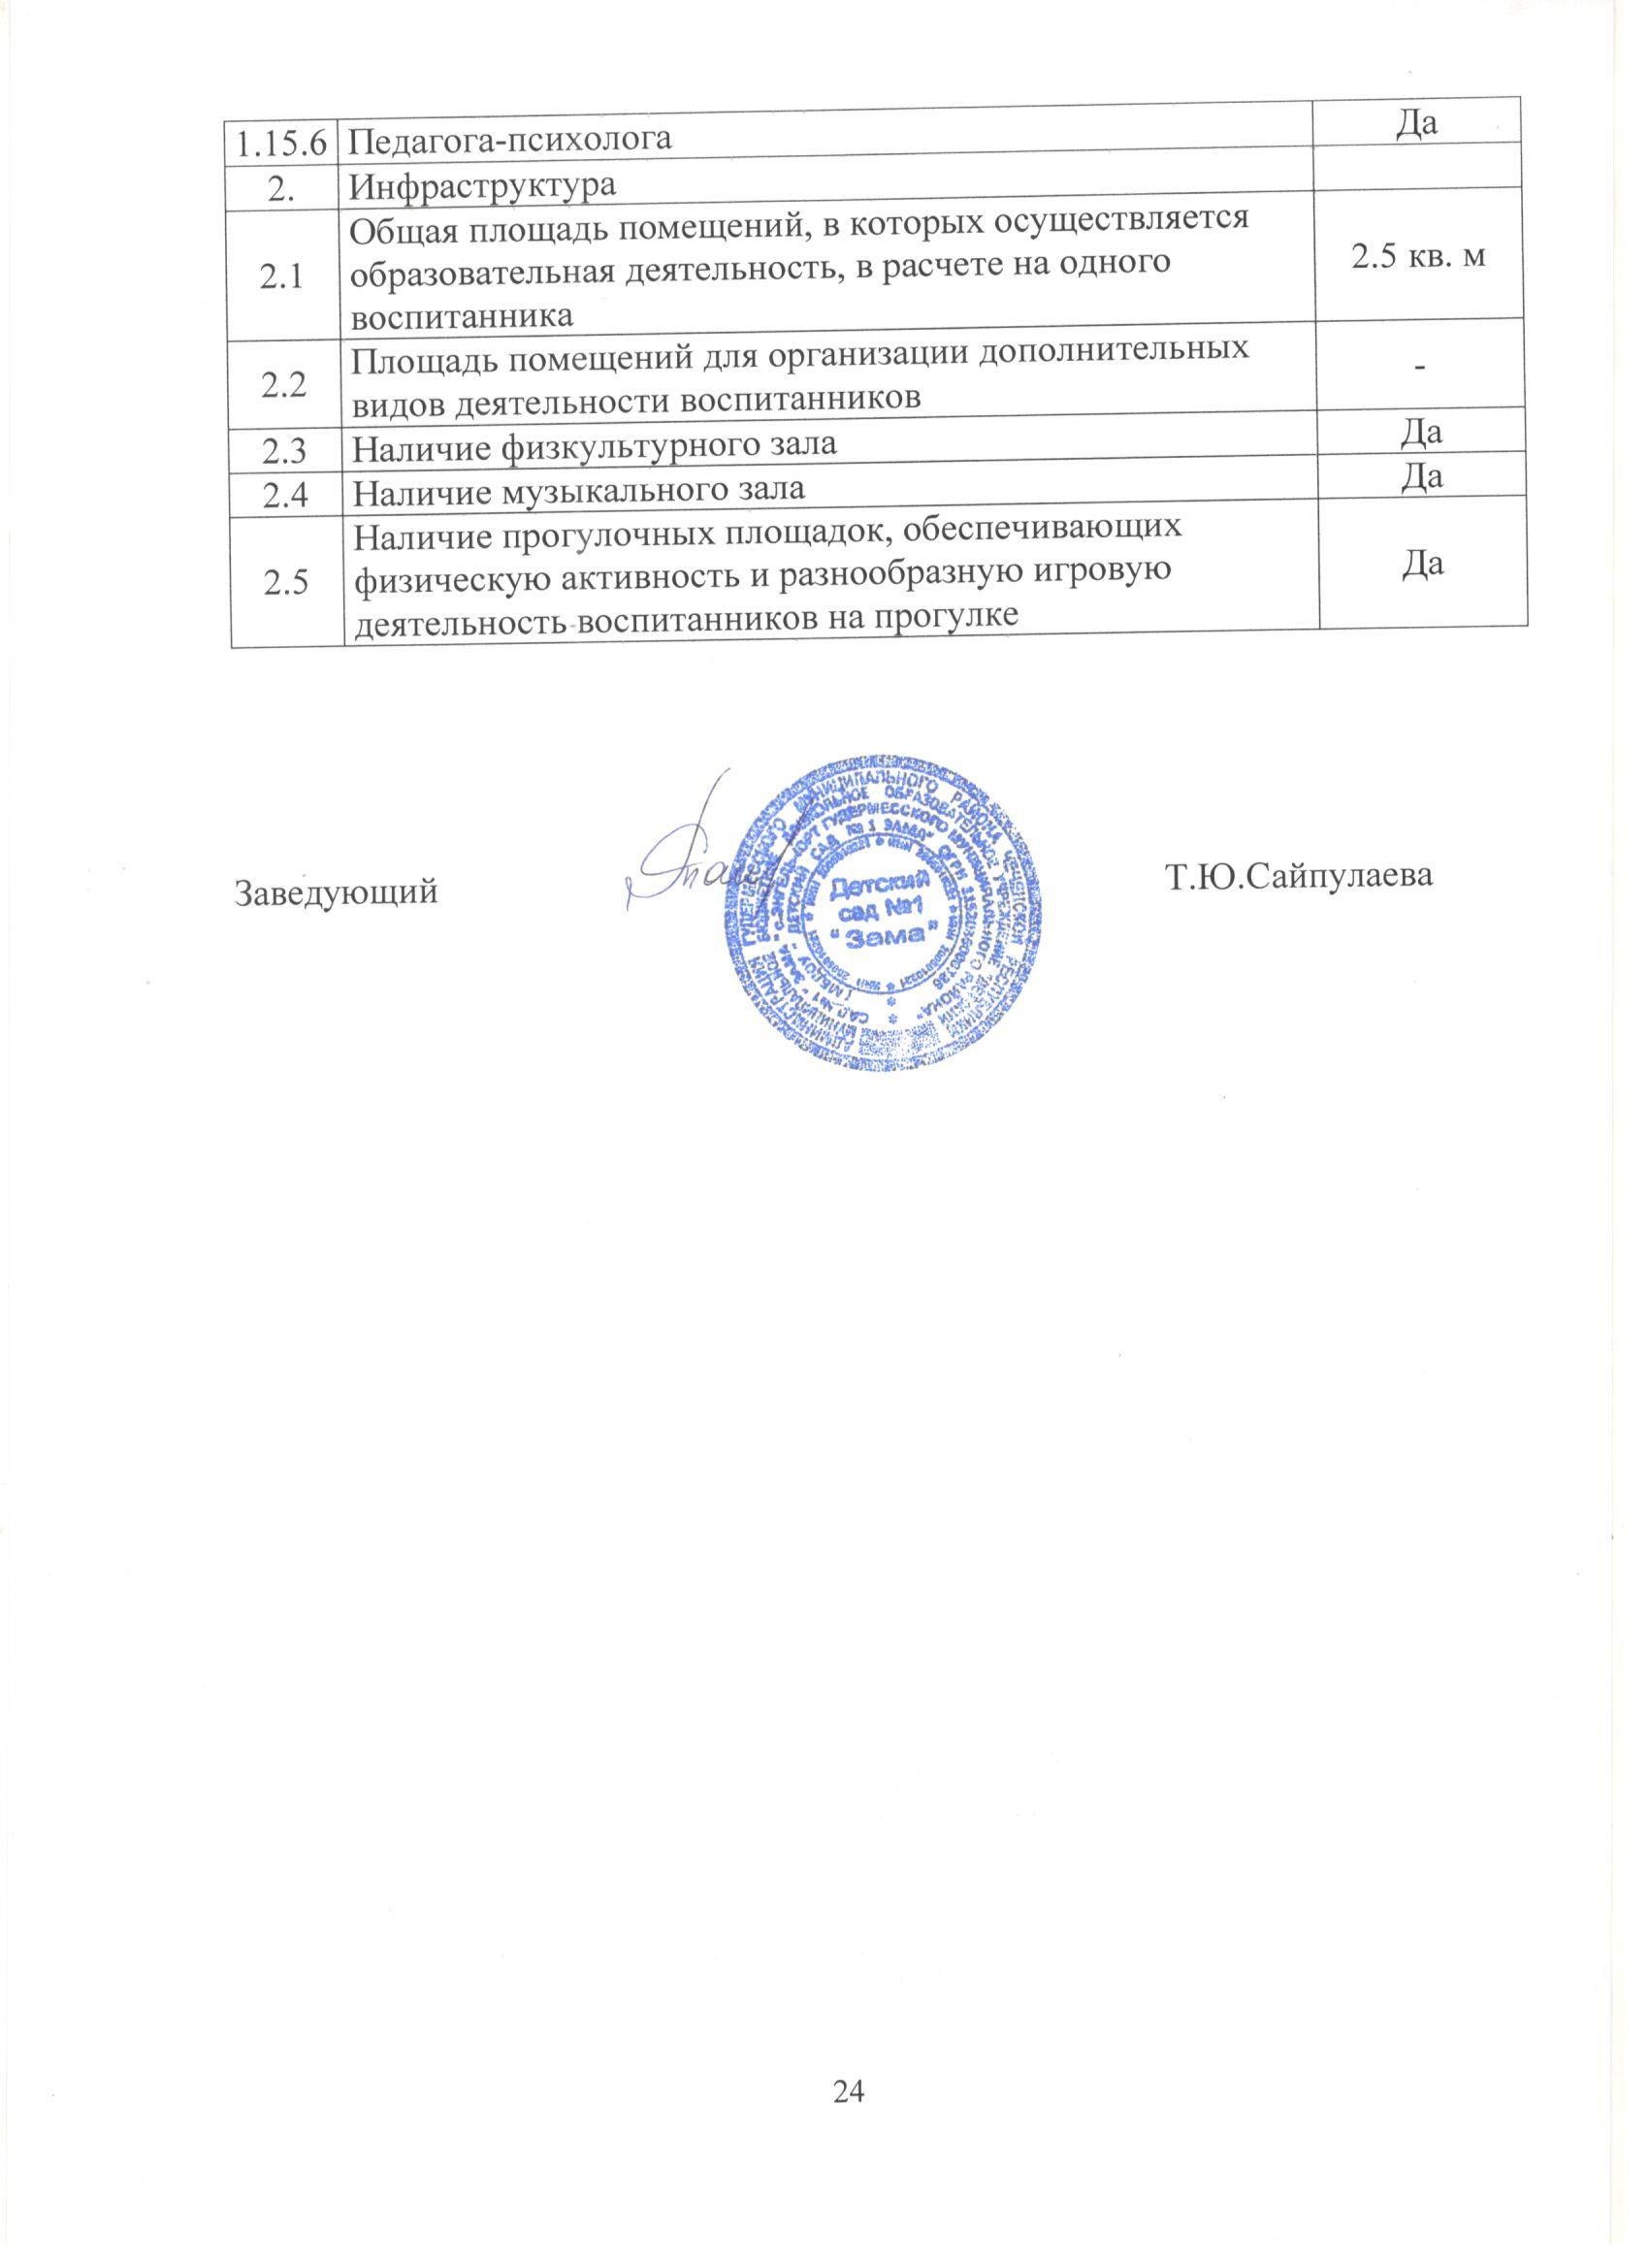 1.15.6 Педагога-психолога Да
2. Инфраструктура
Общая площадь помещений, в которых осуществляется
2.1 образовательная деятельность, в расчете на одного 2.5 кв. м
воспитанника
Площадь помещений для организации дополнительных
2.2 -
видов деятельности воспитанников
2.3 Наличие физкультурного зала Да
2.4 Наличие музыкального зала Да
Наличие прогулочных площадок, обеспечивающих
2.5 физическую активность и разнообразную игровую Да
деятельность воспитанников на прогулке
Заведующий Т.Ю.Сайпулаева
МУНИЦИПАЛЬНОГО РАЙОНА
ГУДЕРМЕССКОГО
Детский
сад №1
"Зама"
24